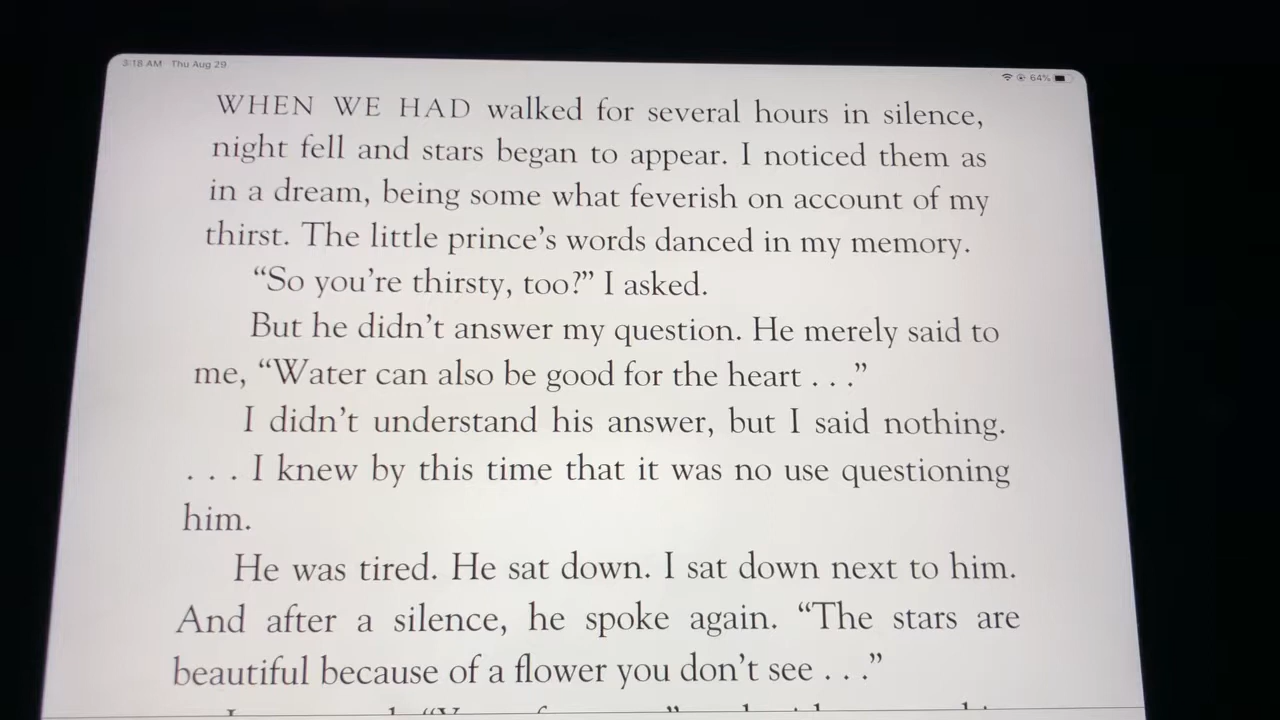 3:18 AM Thu Aug 29
64%
WHEN WE HAD walked for several hours in silence,
night fell and stars began to appear. I noticed them as
in a dream, being some what feverish on account of my
thirst. The little prince’s words danced in my memory.
“So you’re thirsty, too?” I asked.
But he didn’t answer my question. He merely said to
me, “Water can also be good for the heart . . .”
I didn’t understand his answer, but I said nothing.
. . . I knew by this time that it was no use questioning
him.
He was tired. He sat down. I sat down next to him.
And after a silence, he spoke again. “The stars are
beautiful because of a flower you don’t see . . .”